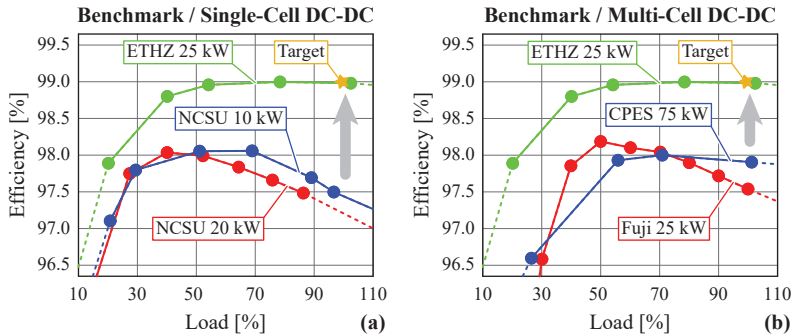 Benchmark / Single-Cell DC-DC
99.5
99.0
98.5
98.0
97.5
97.0
96.5
Efficiency [%]
ETHZ 25 kW
Target
NCSU 10 kW
NCSU 20 kW
10 30 50 70 90 110
Load [%]
(a)
Benchmark / Multi-Cell DC-DC
99.5
99.0
98.5
98.0
97.5
97.0
96.5
Efficiency [%]
ETHZ 25 kW
Target
CPES 75 kW
Fuji 25 kW
10 30 50 70 90 110
Load [%]
(b)